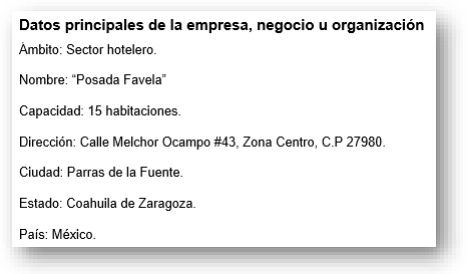 Datos principales de la empresa, negocio u organización
Ámbito: Sector hotelero.
Nombre: “Posada Favela”
Capacidad: 15 habitaciones.
Dirección: Calle Melchor Ocampo #43, Zona Centro, C.P 27980.
Ciudad: Parras de la Fuente.
Estado: Coahuila de Zaragoza.
País: México.